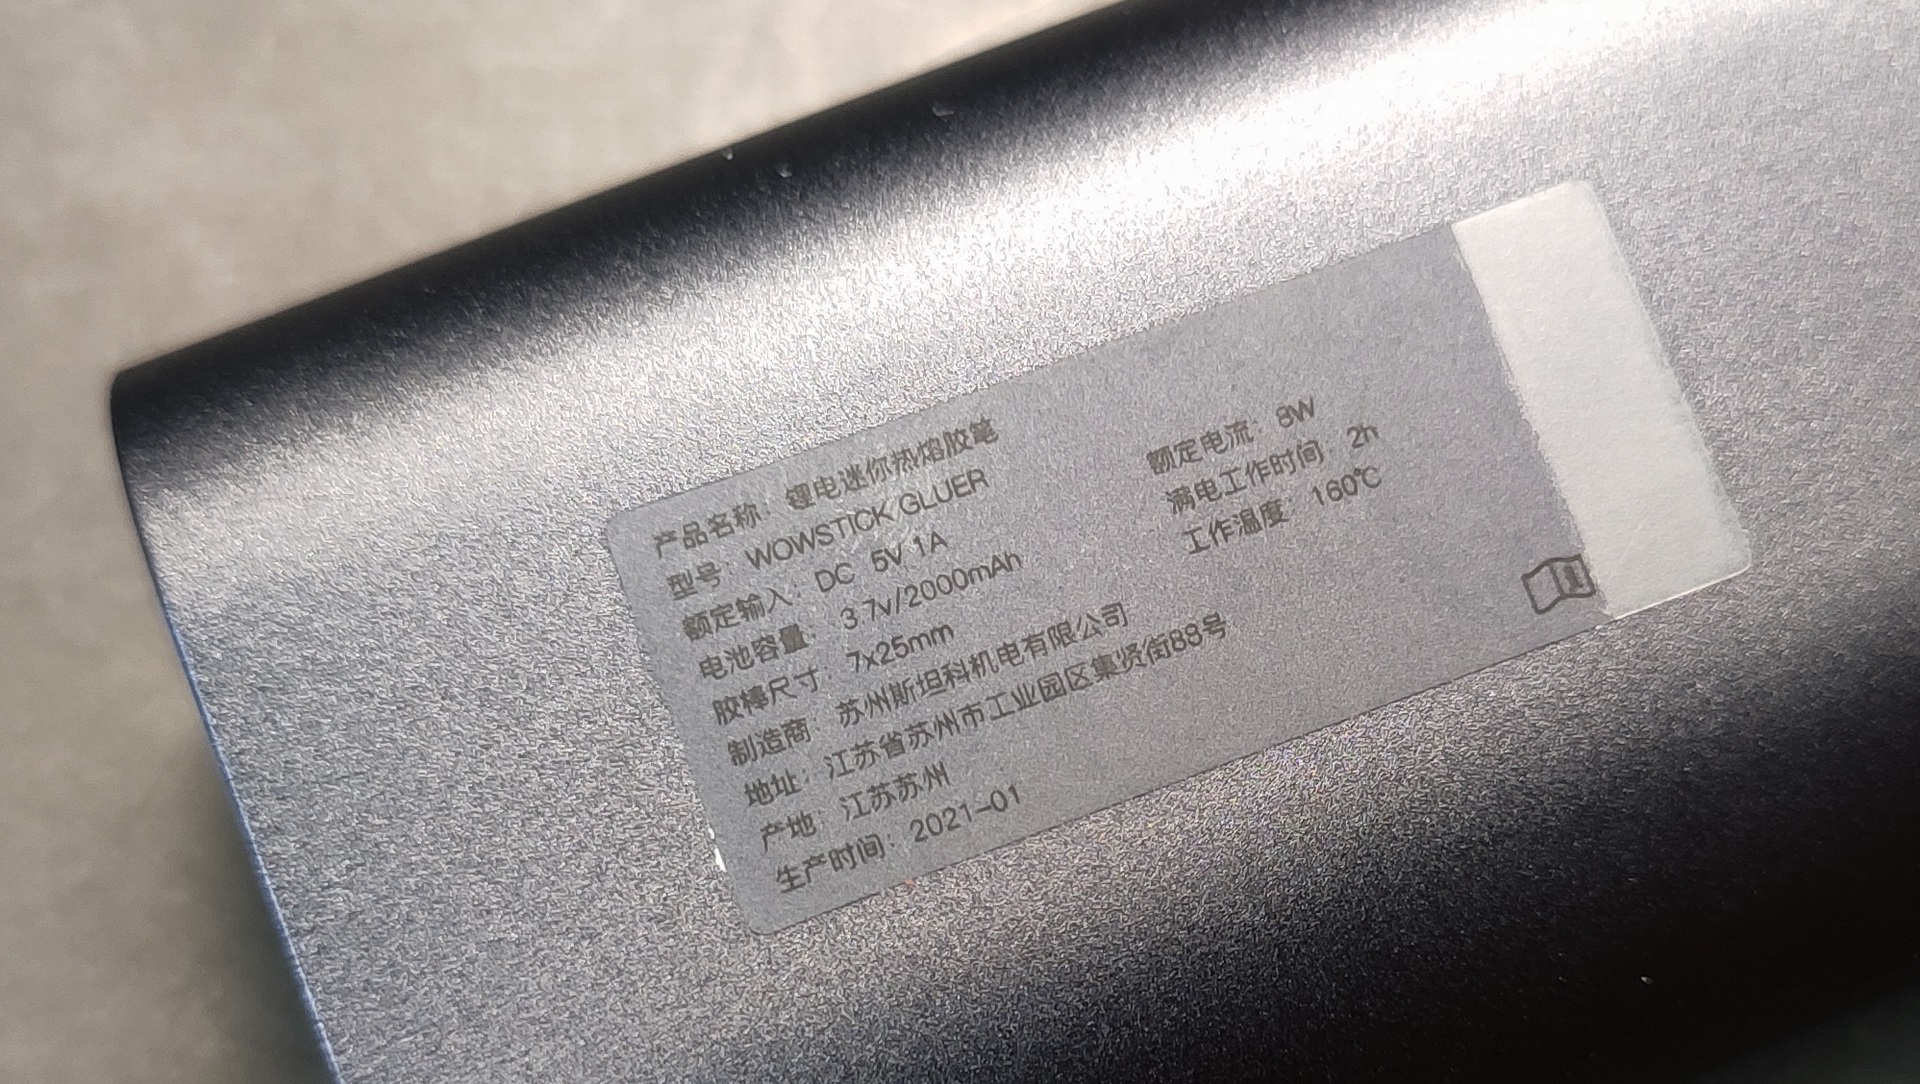 产品名称：锂电迷你热熔胶笔
型号：WOWSTICK GLUER
额定输入：DC 5V 1A
电池容量：3.7v/2000mAh
胶棒尺寸：7x25mm
制造商：苏州斯坦科机电有限公司
地址：江苏省苏州市工业园区集贤街88号
产地：江苏苏州
生产时间：2021-01
额定电流：8W
满电工作时间：2h
工作温度：160℃